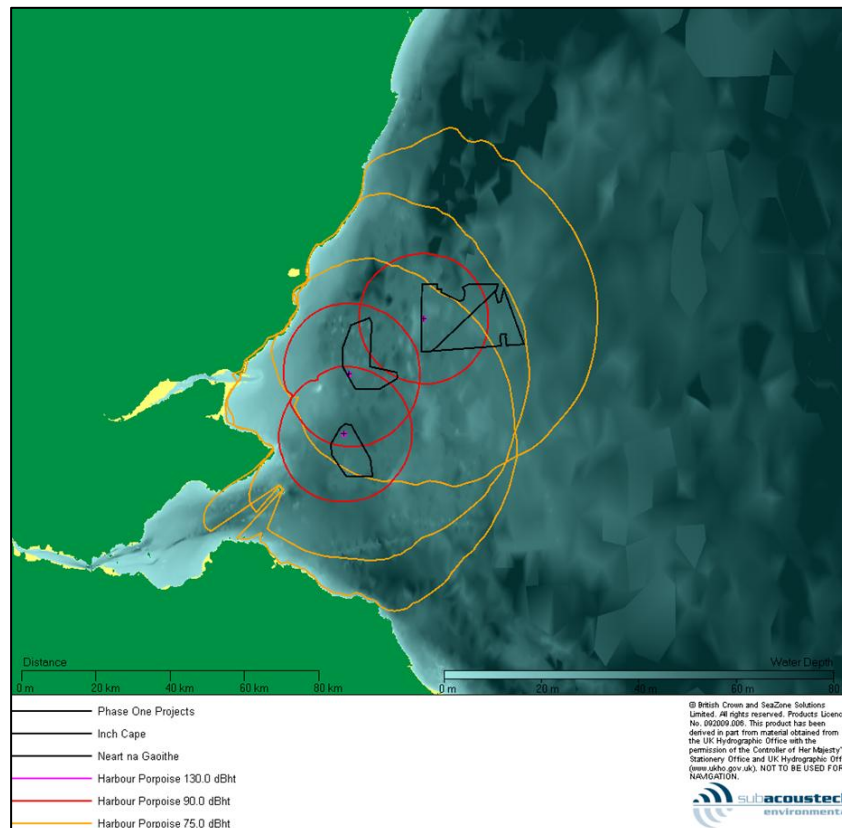 Distance
Water Depth
0 m 20 km 40 km 60 km 80 km
0 m 20 m 40 m 60 m 80
Phase One Projects
Inch Cape
Neart na Gaoithe
Harbour Porpoise 130.0 dBht
Harbour Porpoise 90.0 dBht
Harbour Porpoise 75.0 dBht
© British Crown and SeaZone Solutions
Limited. All rights reserved. Products Licenc
No. 092009.006. This product has been
derived in part from material obtained from
the UK Hydrographic Office with the
permission of the Controller of Her Majesty'
Stationery Office and UK Hydrographic Offi
(www.ukho.gov.uk). NOT TO BE USED FOR
NAVIGATION.
subacoustech
environmenta